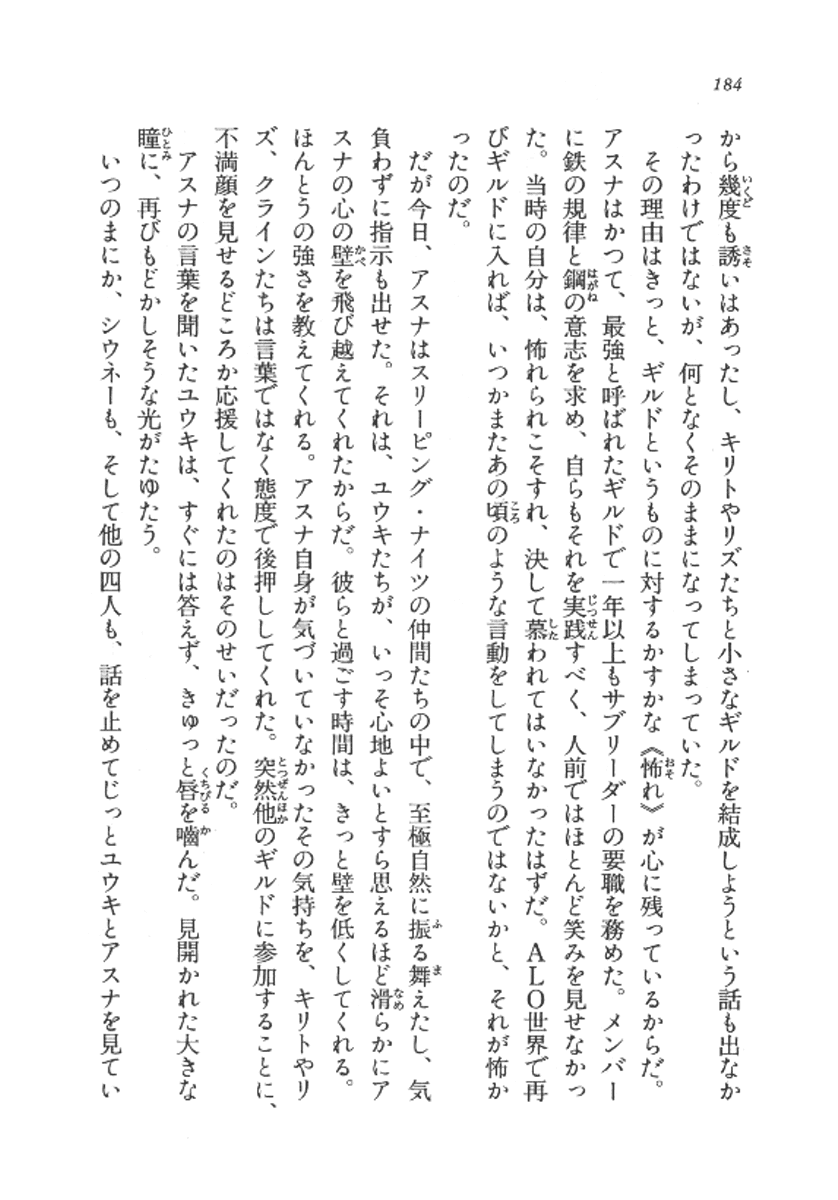 184
から幾度も誘いはあったし、キリトやリズたちと小さなギルドを結成しようという話も出なか
ったわけではないが、何となくそのままになってしまっていた。
その理由はきっと、ギルドというものに対するかすかな《怖れ》が心に残っているからだ。
アスナはかつて、最強と呼ばれたギルドで一年以上もサブリーダーの要職を務めた。メンバー
に鉄の規律と鋼の意志を求め、自らもそれを実践すべく、人前ではほとんど笑みを見せなかっ
た。当時の自分は、怖れられこそすれ、決して慕われてはいなかったはずだ。ALO世界で再
びギルドに入れば、いつかまたあの頃のような言動をしてしまうのではないかと、それが怖か
ったのだ。
だが今日、アスナはスリーピング・ナイツの仲間たちの中で、至極自然に振る舞えたし、気
負わずに指示も出せた。それは、ユウキたちが、いっそ心地よいとすら思えるほど滑らかにア
スナの心の壁を飛び越えてくれたからだ。彼らと過ごす時間は、きっと壁を低くしてくれる。
ほんとうの強さを教えてくれる。アスナ自身が気づいていなかったその気持ちを、キリトやリ
ズ、クラインたちは言葉ではなく態度で後押ししてくれた。突然他のギルドに参加することに、
不満顔を見せるどころか応援してくれたのはそのせいだったのだ。
アスナの言葉を聞いたユウキは、すぐには答えず、きゅっと唇を嚙んだ。見開かれた大きな
瞳に、再びもどかしそうな光がたゆたう。
いつのまにか、シウネーも、そして他の四人も、話を止めてじっとユウキとアスナを見てい